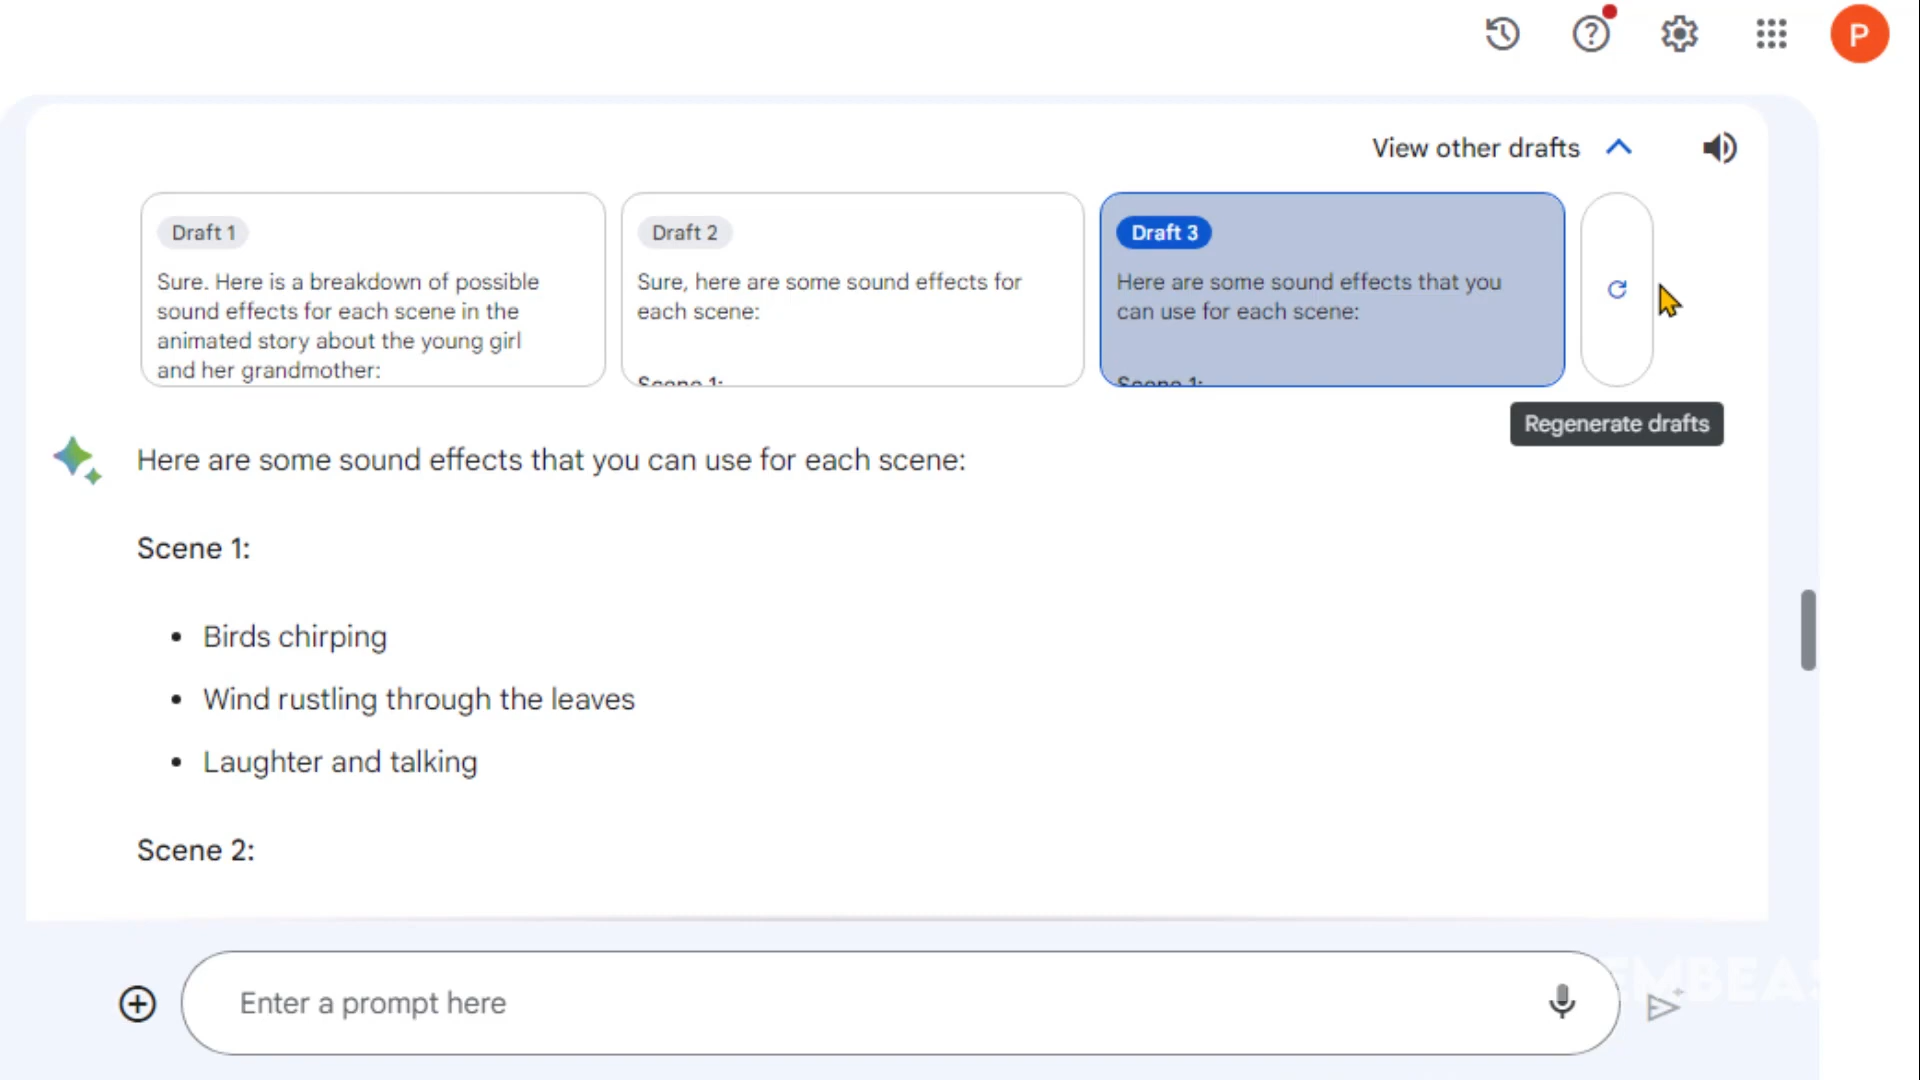 P
View other drafts
Draft 1
Sure. Here is a breakdown of possible
sound effects for each scene in the
animated story about the young girl
and her grandmother:
Draft 2
Sure, here are some sound effects for
each scene:
Scene 1:
Draft 3
Here are some sound effects that you
can use for each scene:
Scene 1:
Regenerate drafts
Here are some sound effects that you can use for each scene:
Scene 1:
• Birds chirping
• Wind rustling through the leaves
• Laughter and talking
Scene 2:
Enter a prompt here